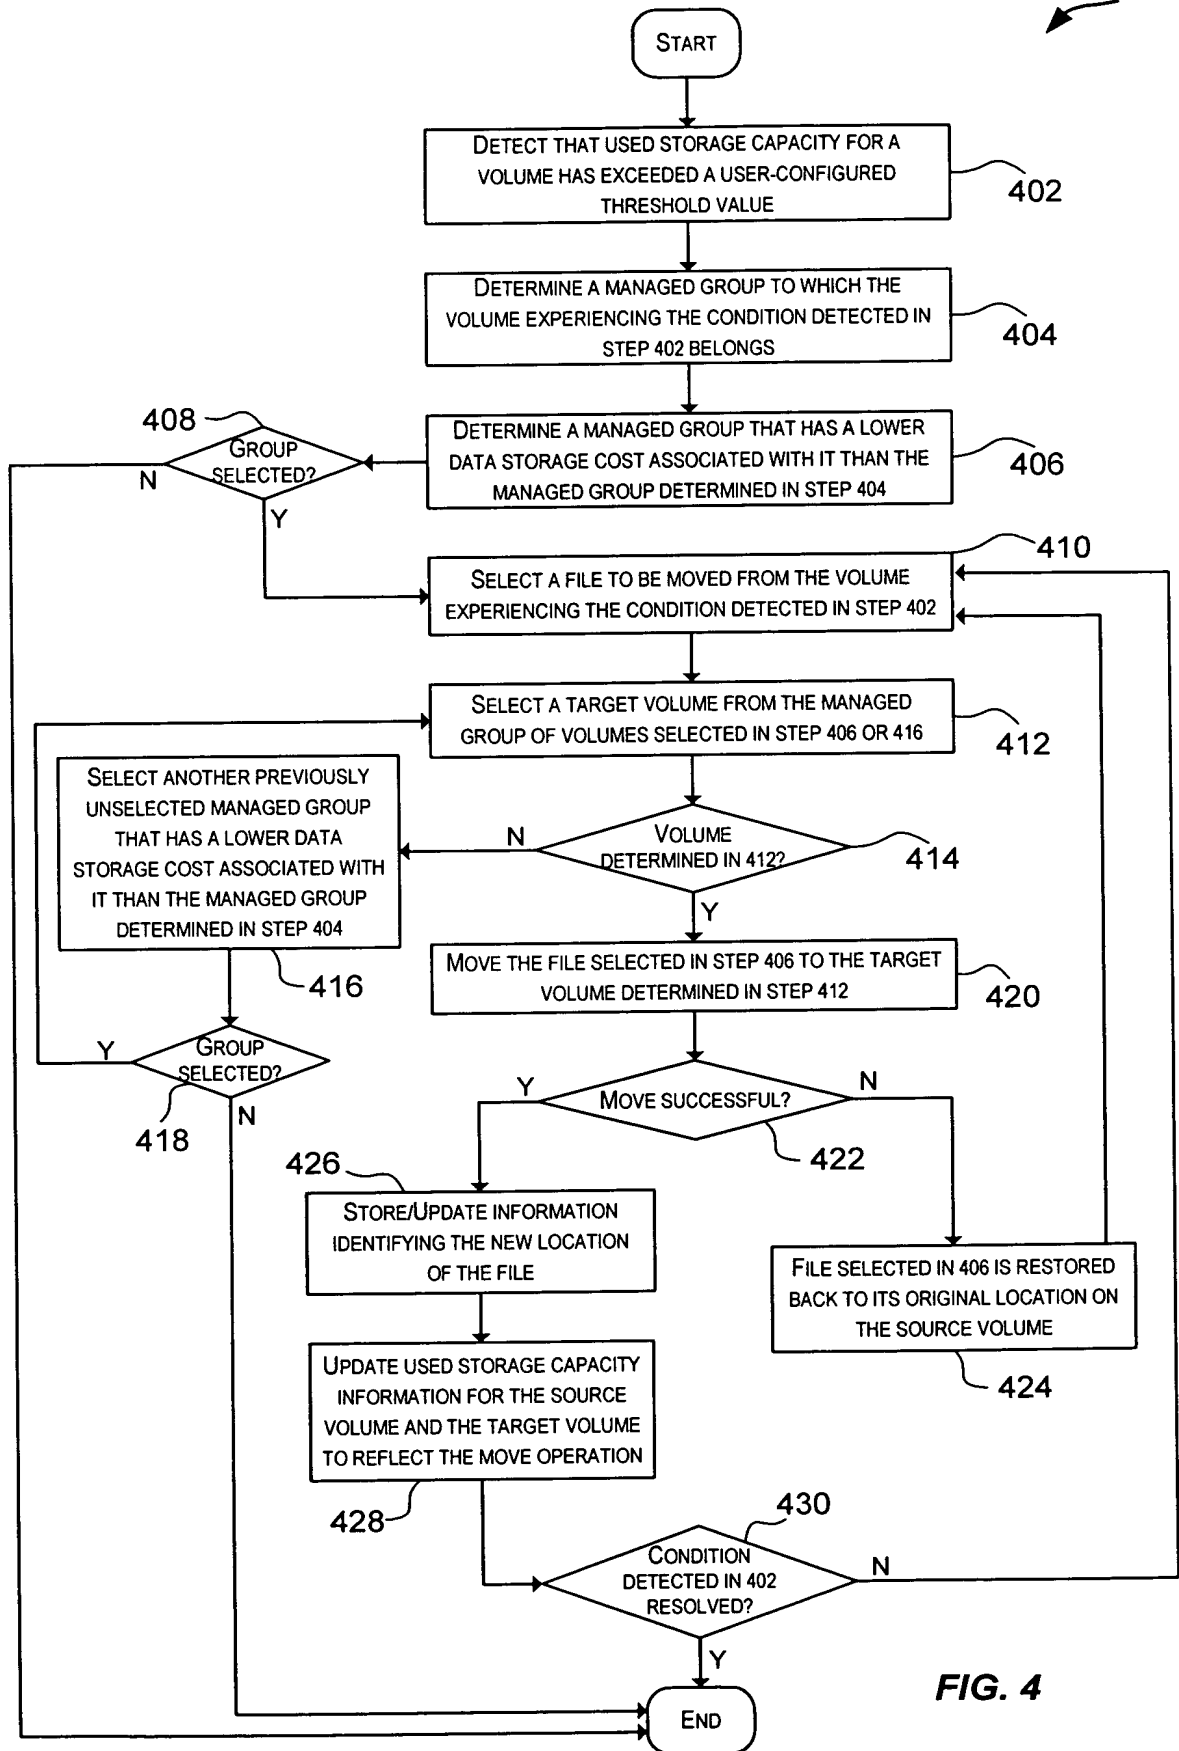 START
DETECT THAT USED STORAGE CAPACITY FOR A
VOLUME HAS EXCEEDED A USER-CONFIGURED
THRESHOLD VALUE
402
DETERMINE A MANAGED GROUP TO WHICH THE
VOLUME EXPERIENCING THE CONDITION DETECTED IN
STEP 402 BELONGS
404
408
GROUP
SELECTED?
N
Y
DETERMINE A MANAGED GROUP THAT HAS A LOWER
DATA STORAGE COST ASSOCIATED WITH IT THAN THE
MANAGED GROUP DETERMINED IN STEP 404
406
410
SELECT A FILE TO BE MOVED FROM THE VOLUME
EXPERIENCING THE CONDITION DETECTED IN STEP 402
SELECT A TARGET VOLUME FROM THE MANAGED
GROUP OF VOLUMES SELECTED IN STEP 406 OR 416
412
SELECT ANOTHER PREVIOUSLY
UNSELECTED MANAGED GROUP
THAT HAS A LOWER DATA
STORAGE COST ASSOCIATED WITH
IT THAN THE MANAGED GROUP
DETERMINED IN STEP 404
416
N
VOLUME
DETERMINED IN 412?
414
Y
MOVE THE FILE SELECTED IN STEP 406 TO THE TARGET
VOLUME DETERMINED IN STEP 412
420
Y
GROUP
SELECTED?
418
N
Y
MOVE SUCCESSFUL?
N
422
426
STORE/UPDATE INFORMATION
IDENTIFYING THE NEW LOCATION
OF THE FILE
FILE SELECTED IN 406 IS RESTORED
BACK TO ITS ORIGINAL LOCATION ON
THE SOURCE VOLUME
424
UPDATE USED STORAGE CAPACITY
INFORMATION FOR THE SOURCE
VOLUME AND THE TARGET VOLUME
TO REFLECT THE MOVE OPERATION
428
430
CONDITION
DETECTED IN 402
RESOLVED?
N
Y
END
FIG. 4